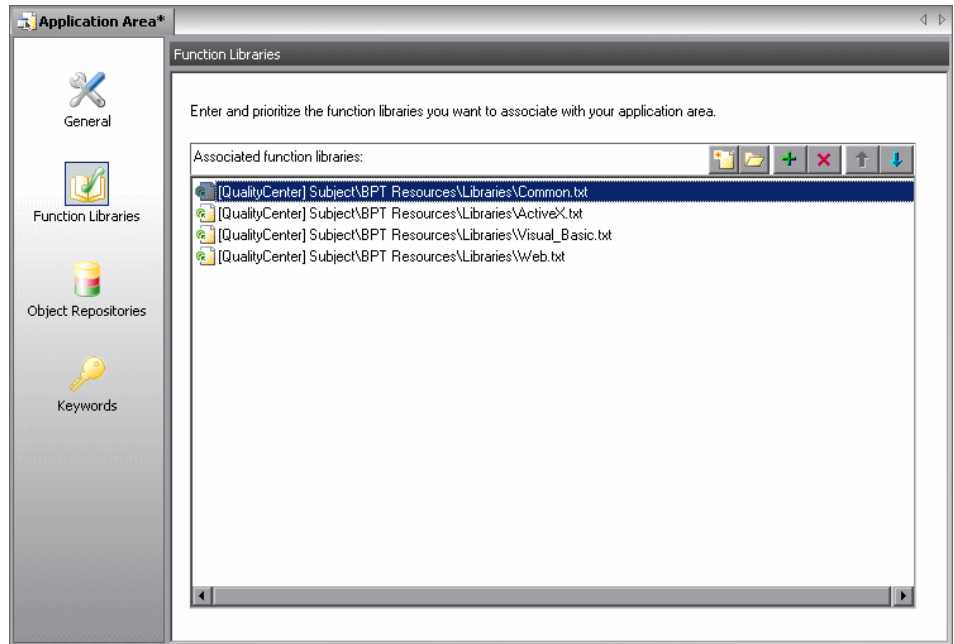 Application Area*
Function Libraries
General
Enter and prioritize the function libraries you want to associate with your application area.
Associated function libraries:
[QualityCenter] Subject\BPT Resources\Libraries\Common.txt
[QualityCenter] Subject\BPT Resources\Libraries\ActiveX.txt
Function Libraries
[QualityCenter] Subject\BPT Resources\Libraries\Visual_Basic.txt
[QualityCenter] Subject\BPT Resources\Libraries\Web.txt
Object Repositories
Keywords